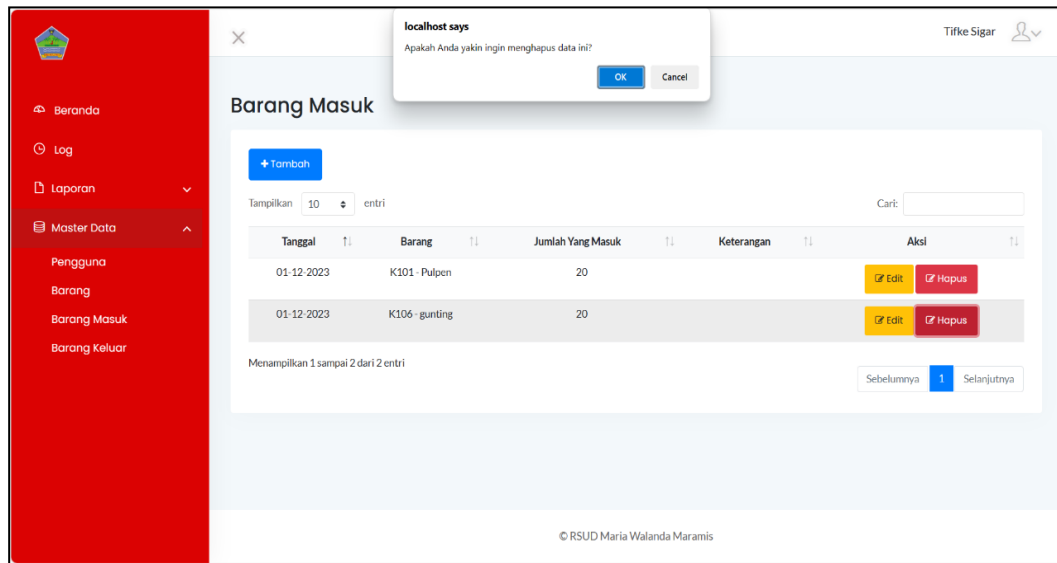 localhost says
Apakah Anda yakin ingin menghapus data ini?
OK Cancel
Tifke Sigar
Beranda
Log
Laporan
Master Data
Pengguna
Barang
Barang Masuk
Barang Keluar
Barang Masuk
+Tambah
Tampilkan 10 entri
Cari:
Tanggal Barang Jumlah Yang Masuk Keterangan Aksi
01-12-2023 K101 - Pulpen 20 Edit Hapus
01-12-2023 K106 - gunting 20 Edit Hapus
Menampilkan 1 sampai 2 dari 2 entri
Sebelumnya 1 Selanjutnya
© RSUD Maria Walanda Maramis